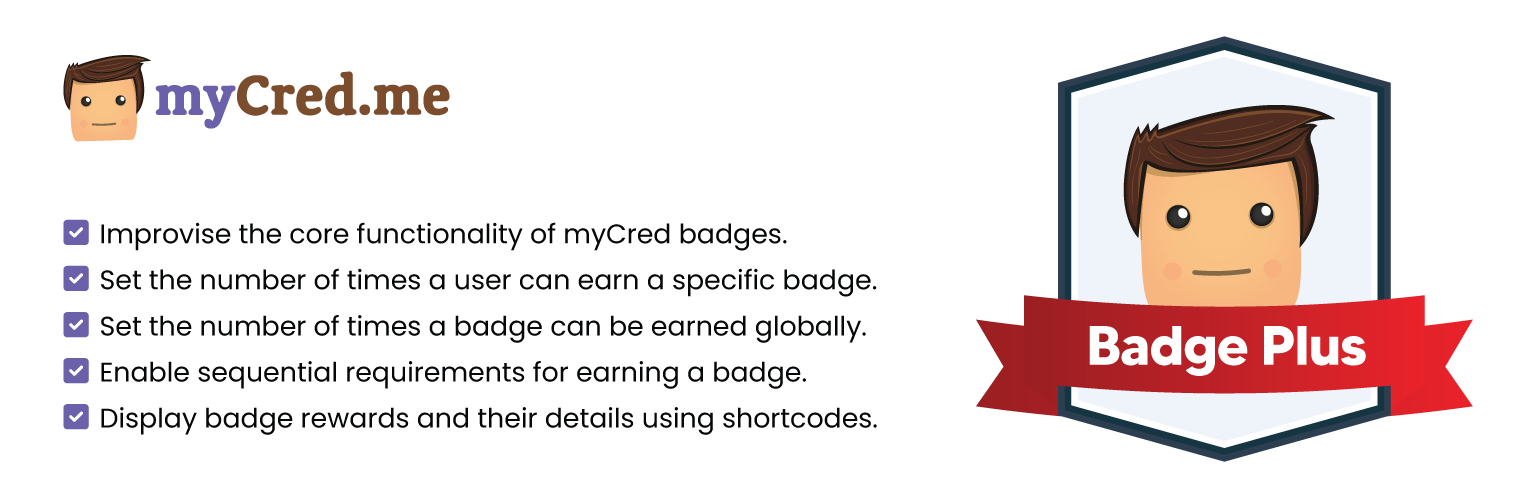 myCred.me
Improvise the core functionality of myCred badges.
Set the number of times a user can earn a specific badge.
Set the number of times a badge can be earned globally.
Enable sequential requirements for earning a badge.
Display badge rewards and their details using shortcodes.
Badge Plus